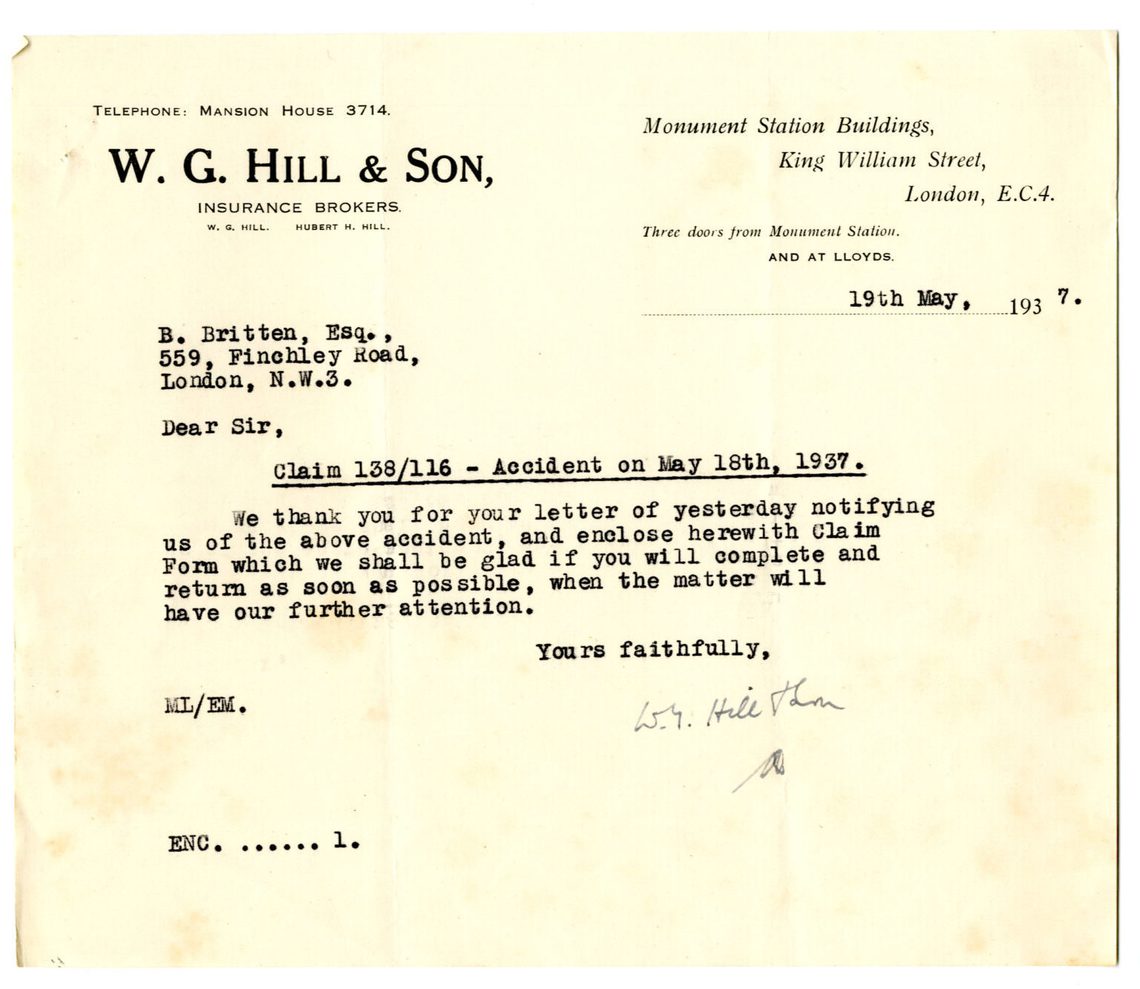 TELEPHONE: MANSION HOUSE 3714.
W. G. HILL & SON,
INSURANCE BROKERS.
W. G. HILL. HUBERT H. HILL.
Monument Station Buildings,
King William Street,
London, E.C.4.
Three doors from Monument Station.
AND AT LLOYDS.
19th May, 1937.
B. Britten, Esq.,
559, Finchley Road,
London, N.W.3.
Dear Sir,
Claim 138/116 - Accident on May 18th, 1937.
We thank you for your letter of yesterday notifying
us of the above accident, and enclose herewith Claim
Form which we shall be glad if you will complete and
return as soon as possible, when the matter will
have our further attention.
Yours faithfully,
ML/EM.
W.G. Hill & Son
ENC. ...... 1.